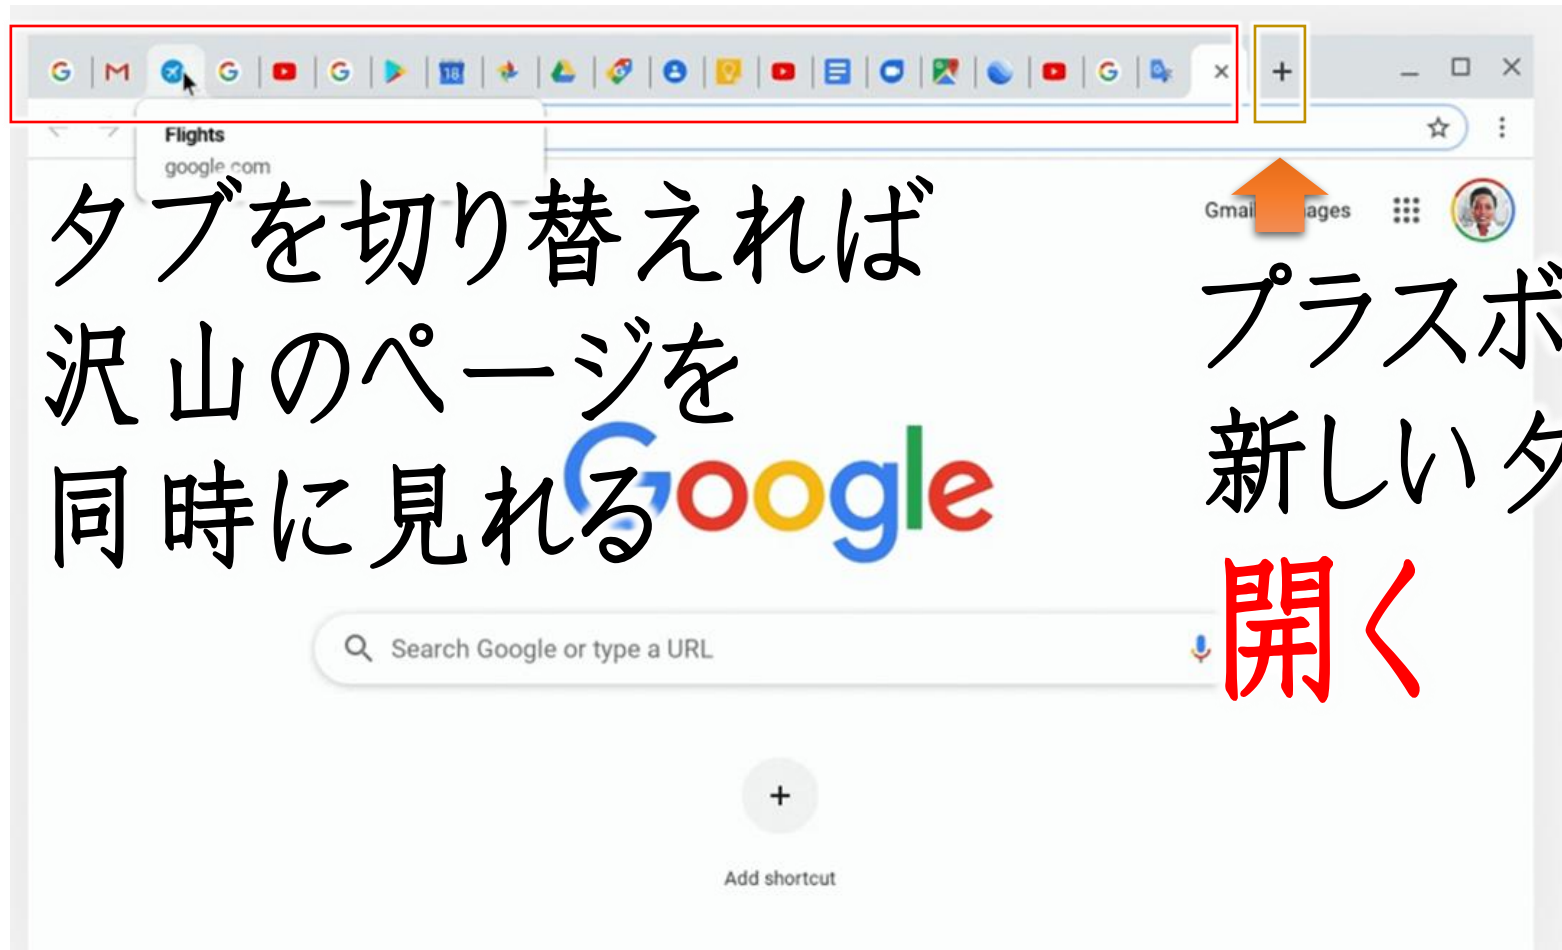 Flights
google.com
Gmail
タブを切り替えれば
沢山のページを
同時に見れる
プラスボ
新しいタ
開く
Google
Search Google or type a URL
Add shortcut
18